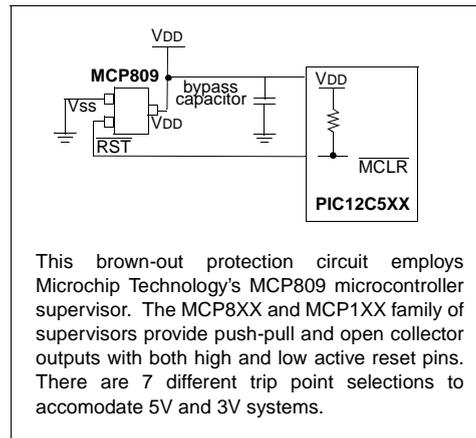 VDD
MCP809
bypass
capacitor
VDD
Vss
VDD
RST
MCLR
PIC12C5XX
This brown-out protection circuit employs
Microchip Technology's MCP809 microcontroller
supervisor. The MCP8XX and MCP1XX family of
supervisors provide push-pull and open collector
outputs with both high and low active reset pins.
There are 7 different trip point selections to
accomodate 5V and 3V systems.